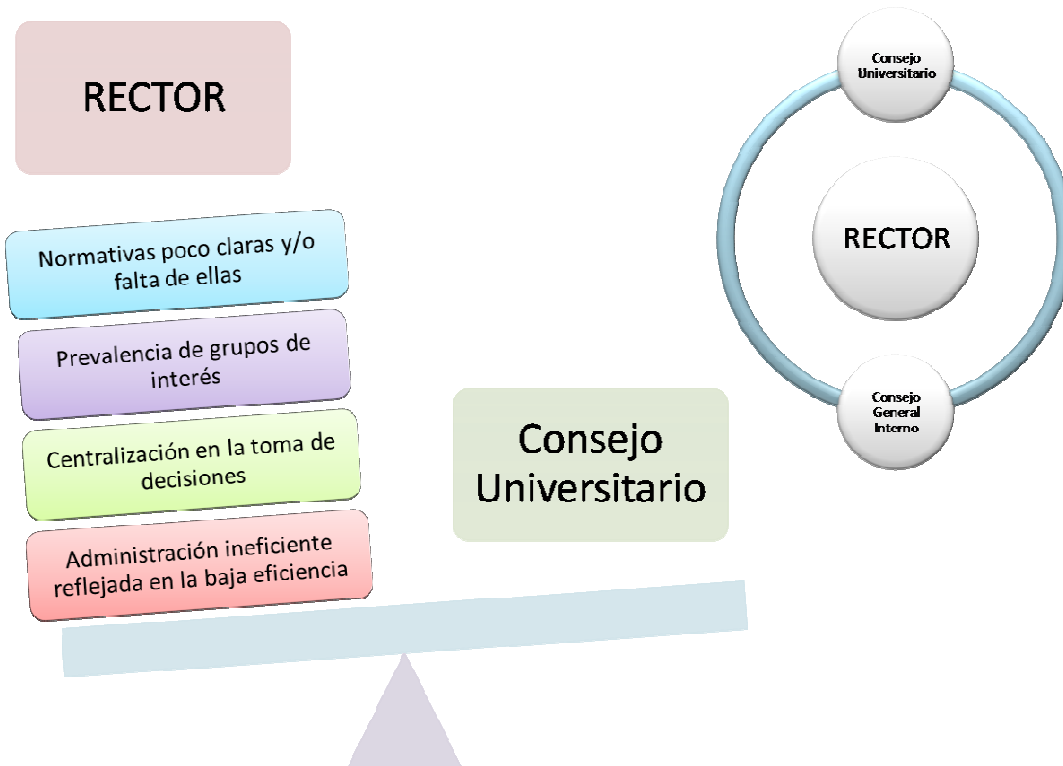 RECTOR
Normativas poco claras y/o
falta de ellas
Prevalencia de grupos de
interés
Centralización en la toma de
decisiones
Administración ineficiente
reflejada en la baja eficiencia
Consejo
Universitario
Consejo
Universitario
RECTOR
Consejo
General
Interno